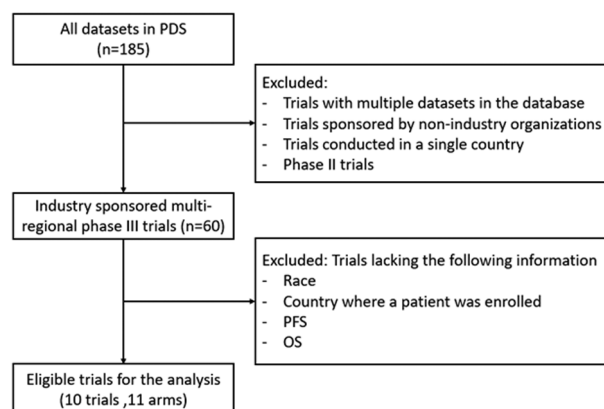 All datasets in PDS
(n=185)
Excluded:
- Trials with multiple datasets in the database
- Trials sponsored by non-industry organizations
- Trials conducted in a single country
- Phase II trials
Industry sponsored multi-
regional phase III trials (n=60)
Excluded: Trials lacking the following information
- Race
- Country where a patient was enrolled
- PFS
- OS
Eligible trials for the analysis
(10 trials ,11 arms)